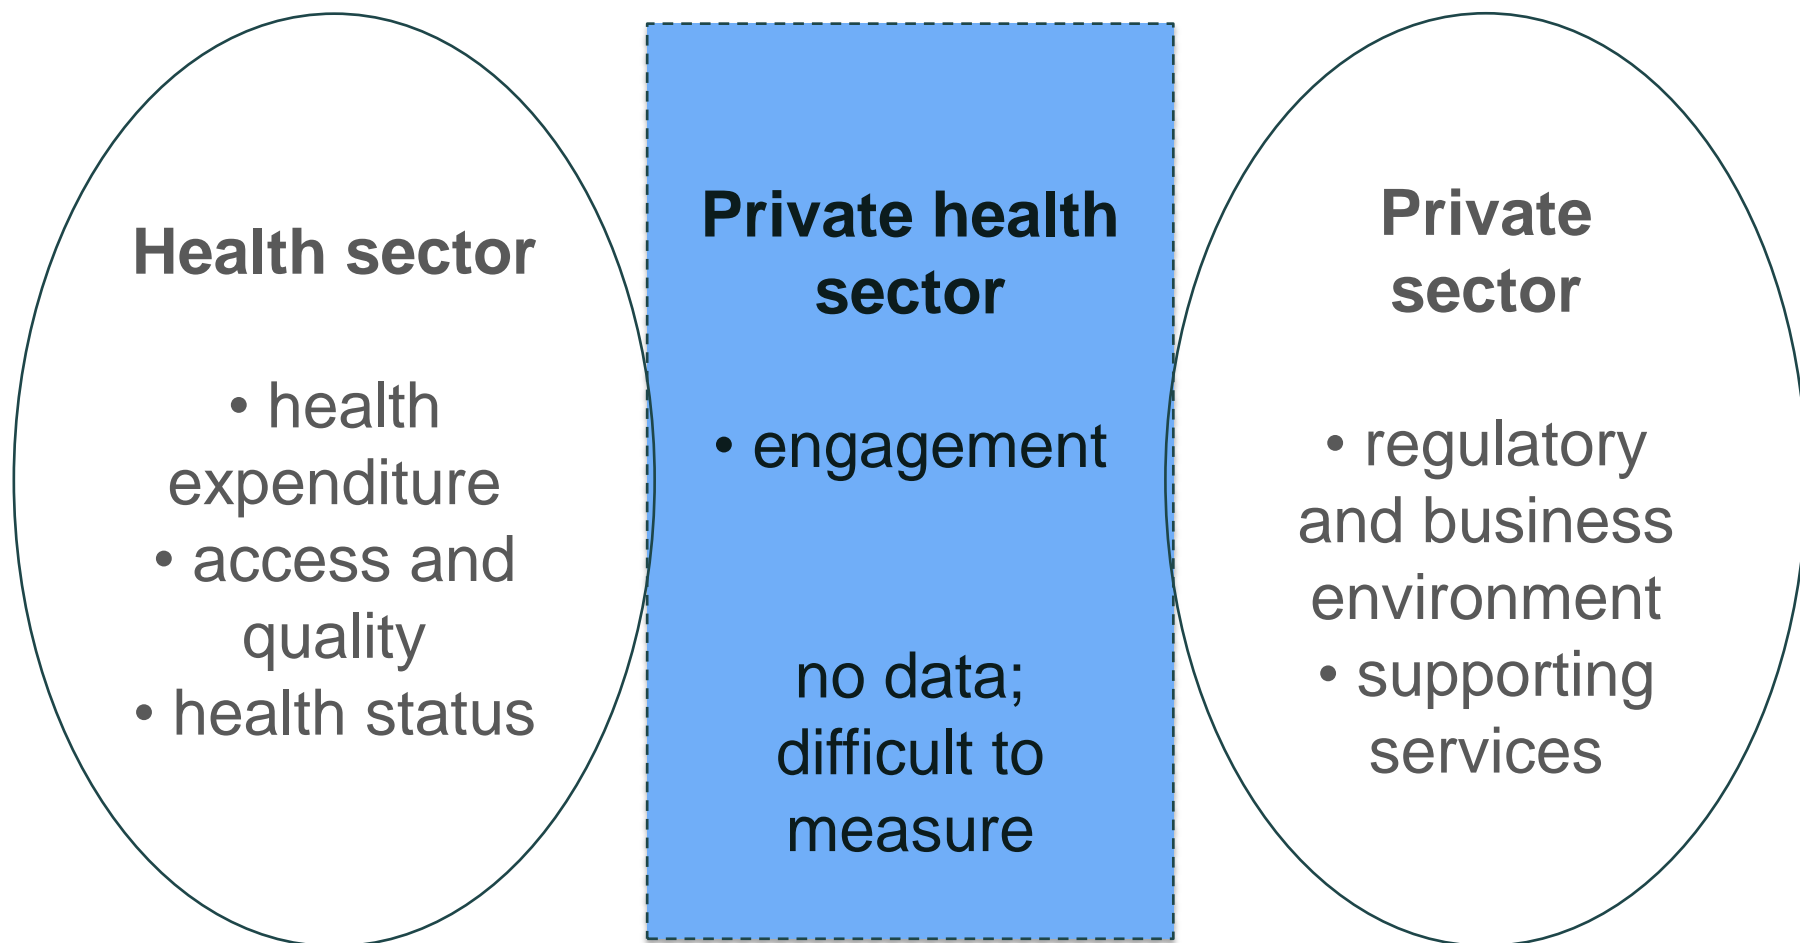 Health sector
• health
expenditure
• access and
quality
• health status
Private health
sector
• engagement
no data;
difficult to
measure
Private
sector
• regulatory
and business
environment
• supporting
services